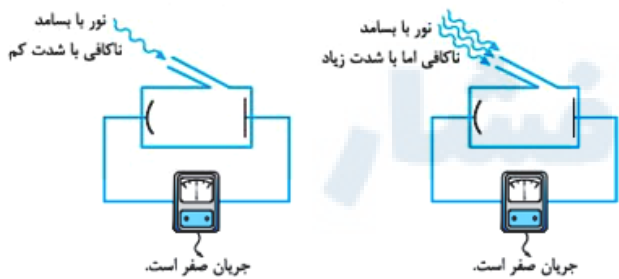 نور با بسامد
ناکافی اما با شدت زیاد
جریان صفر است.
نور با بسامد
ناکافی با شدت کم
جریان صفر است.
فشار